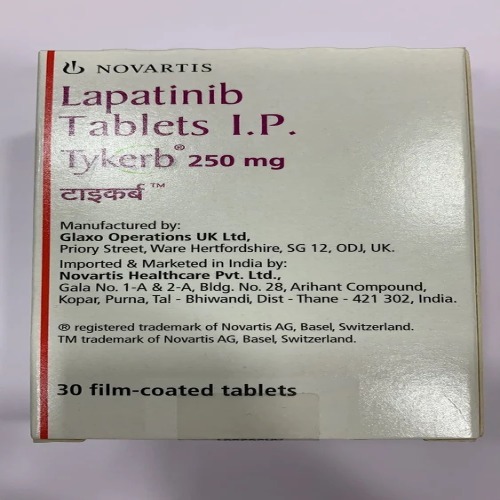 NOVARTIS
Lapatinib
Tablets I.P.
Tykerb® 250 mg
टाइकर्ब ™
Manufactured by:
Glaxo Operations UK Ltd,
Priory Street, Ware Hertfordshire, SG 12, ODJ, UK.
Imported & Marketed in India by:
Novartis Healthcare Pvt. Ltd.,
Gala No. 1-A & 2-A, Bldg. No. 28, Arihant Compound,
Kopar, Purna, Tal - Bhiwandi, Dist - Thane - 421 302, India.
® registered trademark of Novartis AG, Basel, Switzerland.
TM trademark of Novartis AG, Basel, Switzerland.
30 film-coated tablets